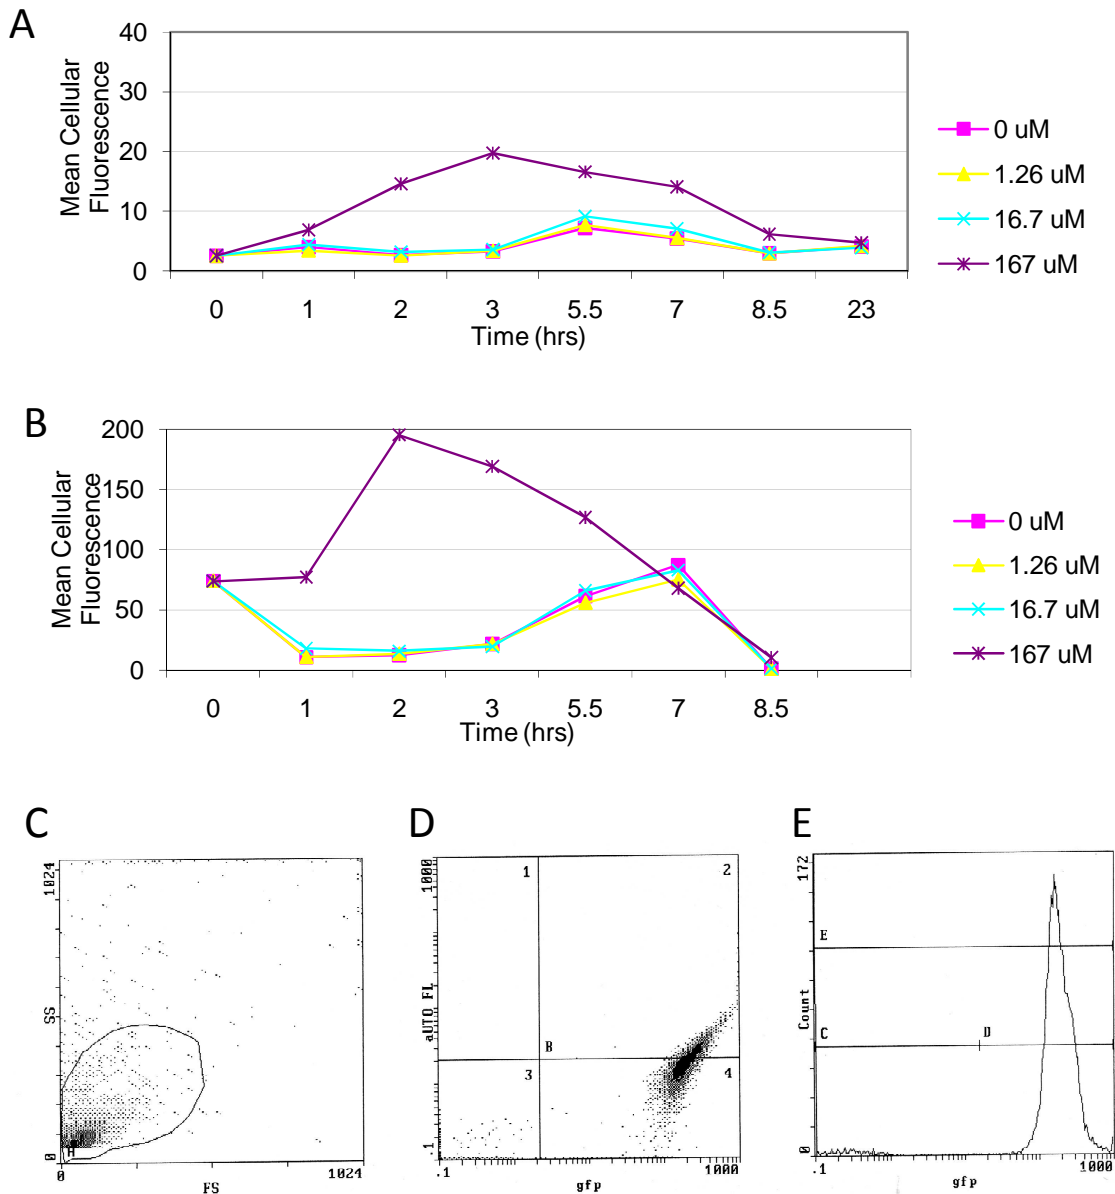 A
Mean Cellular
Fluorescence
40
30
20
10
0
0 1 2 3 5.5 7 8.5 23
Time (hrs)
0 uM
1.26 uM
16.7 uM
167 uM
B
Mean Cellular
Fluorescence
200
150
100
50
0
0 1 2 3 5.5 7 8.5
Time (hrs)
0 uM
1.26 uM
16.7 uM
167 uM
C
1024
SS
0
H
0 FS 1024
D
1000
aUTO FL
.1
1 2
B
3 4
.1 gfp 1000
E
172
Count
0
E
C D
.1 gfp 1000